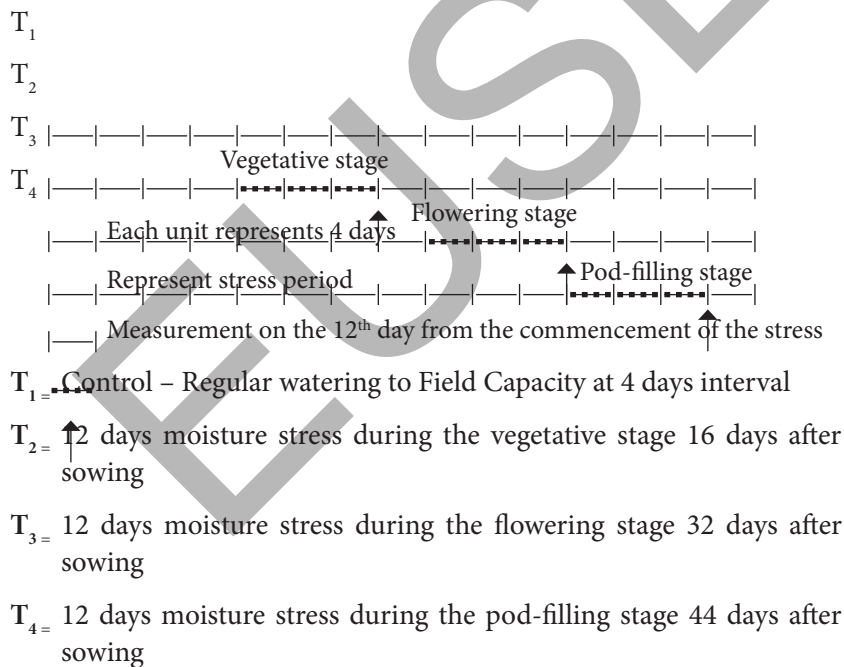 T1
T2
T3
Vegetative stage
T4
Flowering stage
Each unit represents 4 days
Represent stress period
Pod-filling stage
Measurement on the 12th day from the commencement of the stress
T1 = Control – Regular watering to Field Capacity at 4 days interval
T2 = 12 days moisture stress during the vegetative stage 16 days after
sowing
T3 = 12 days moisture stress during the flowering stage 32 days after
sowing
T4 = 12 days moisture stress during the pod-filling stage 44 days after
sowing